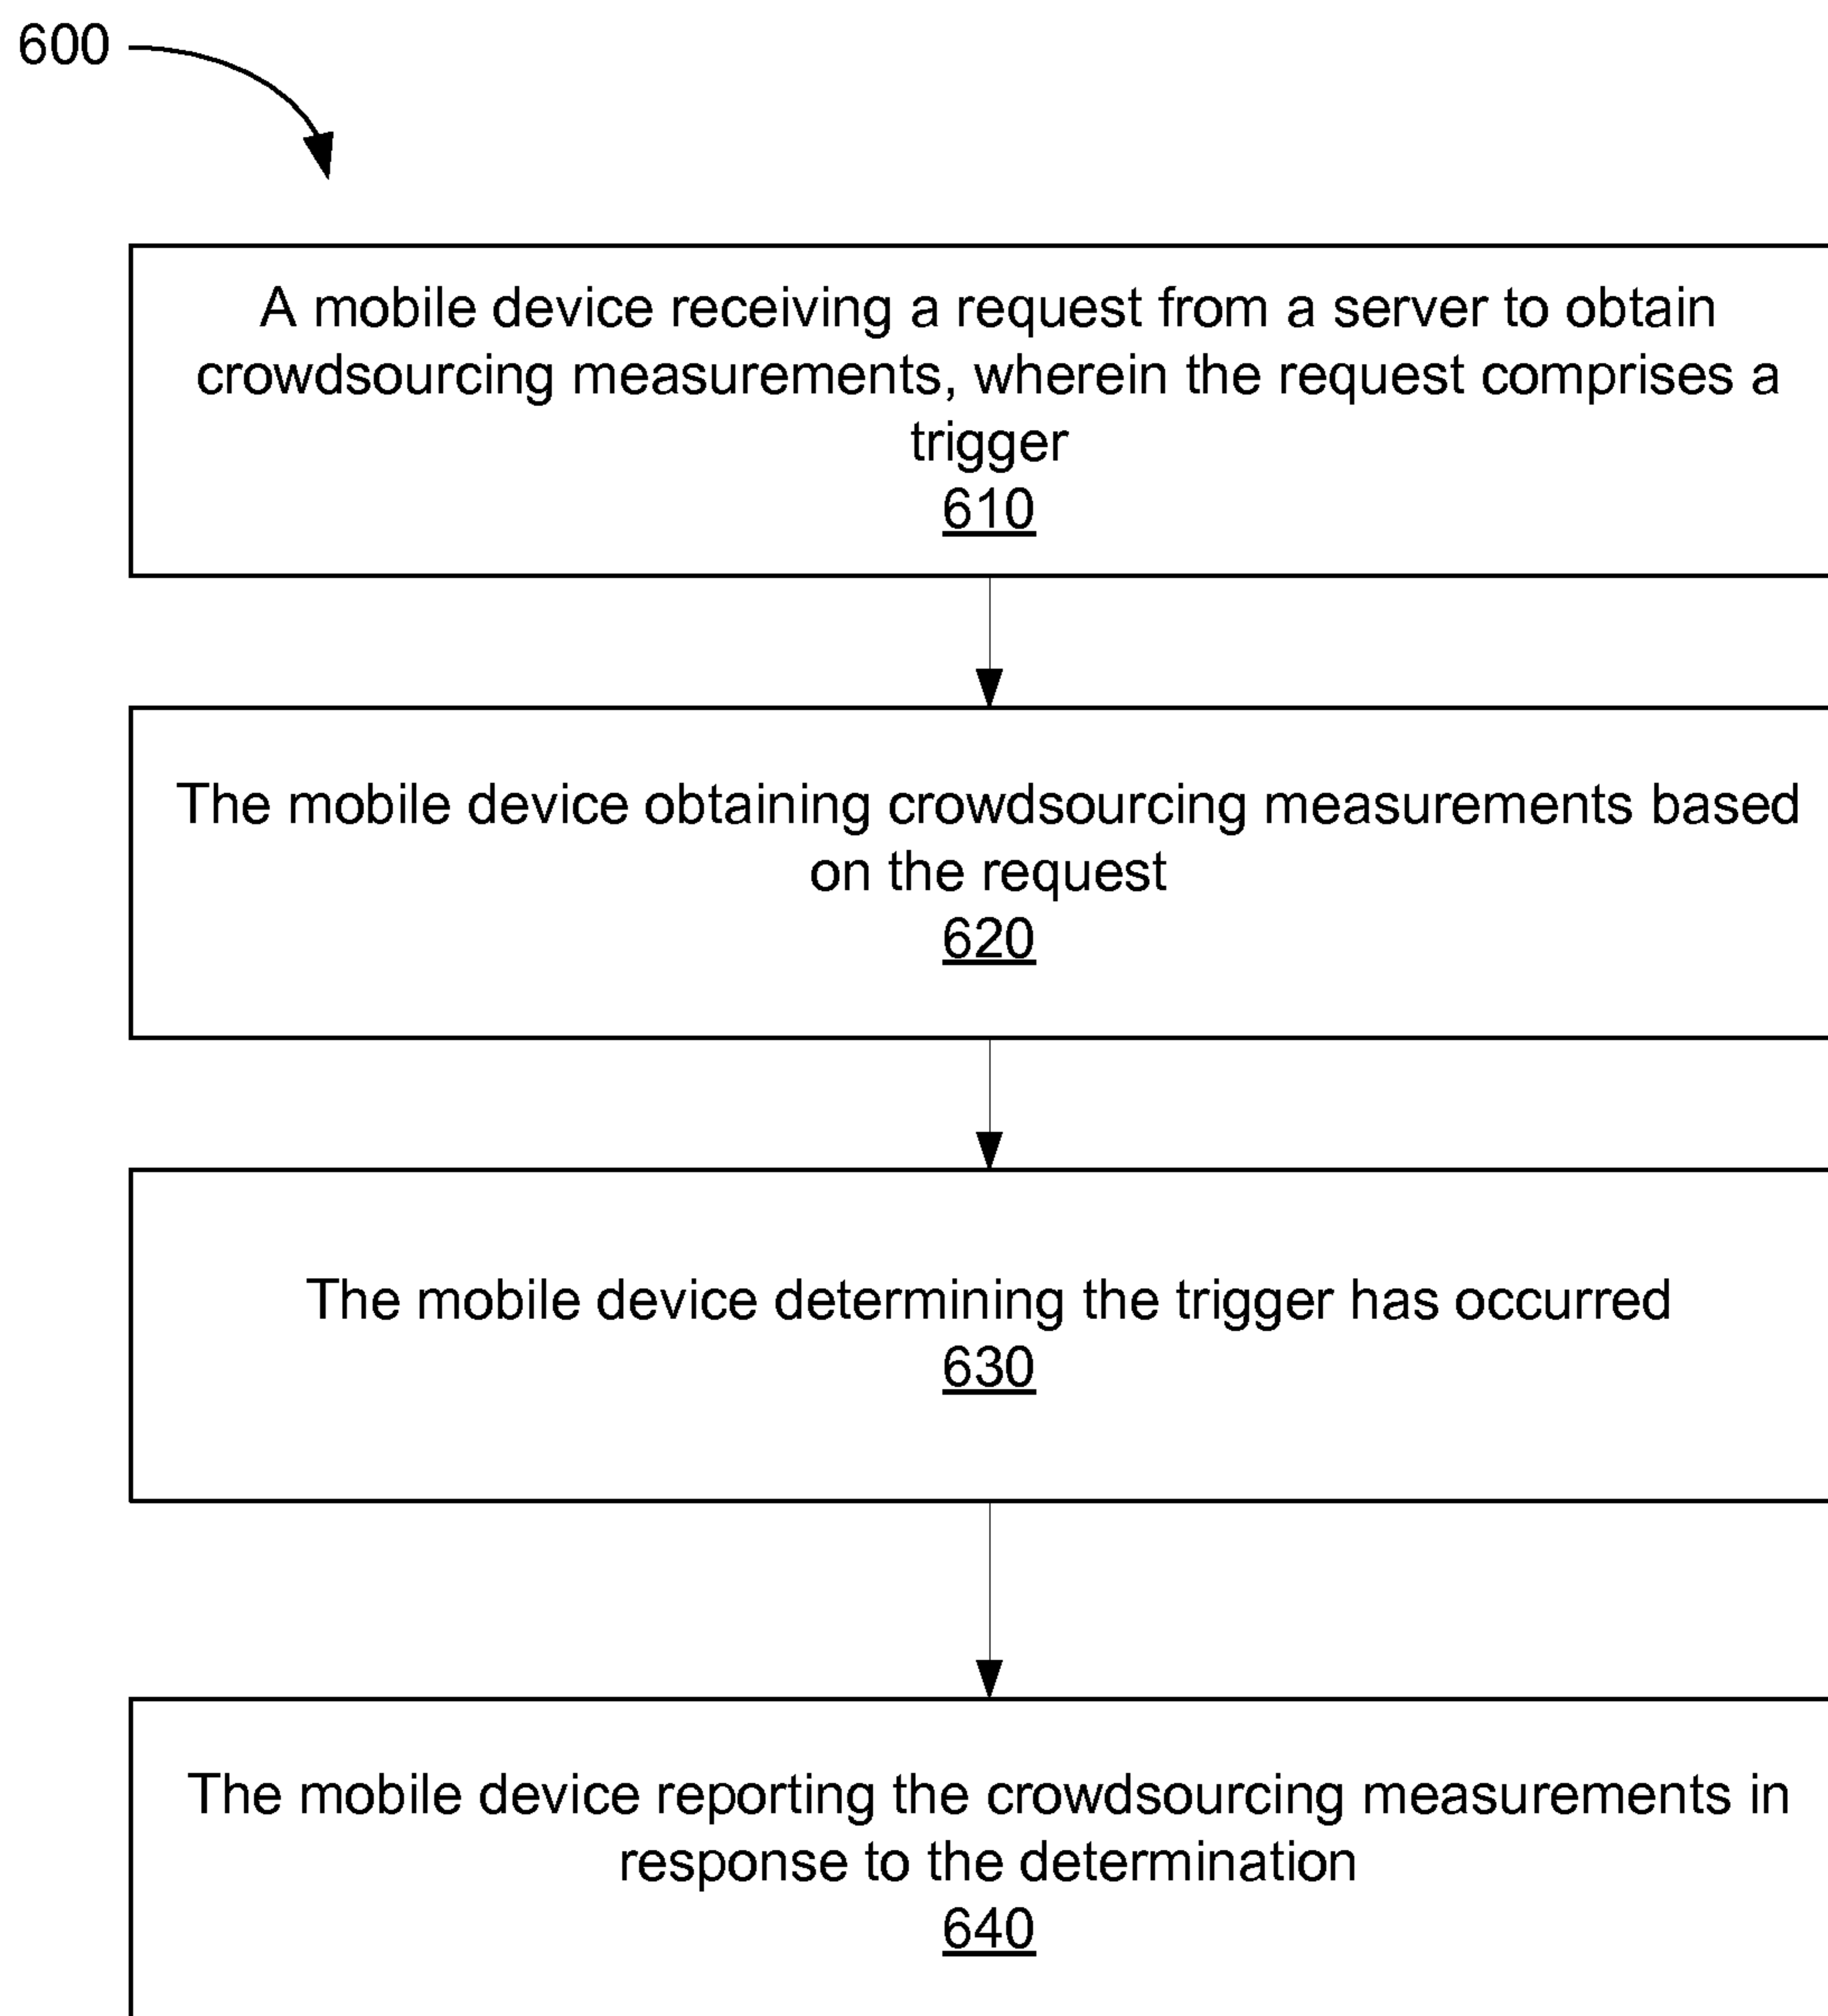 600
A mobile device receiving a request from a server to obtain
crowdsourcing measurements, wherein the request comprises a
trigger
610
The mobile device obtaining crowdsourcing measurements based
on the request
620
The mobile device determining the trigger has occurred
630
The mobile device reporting the crowdsourcing measurements in
response to the determination
640